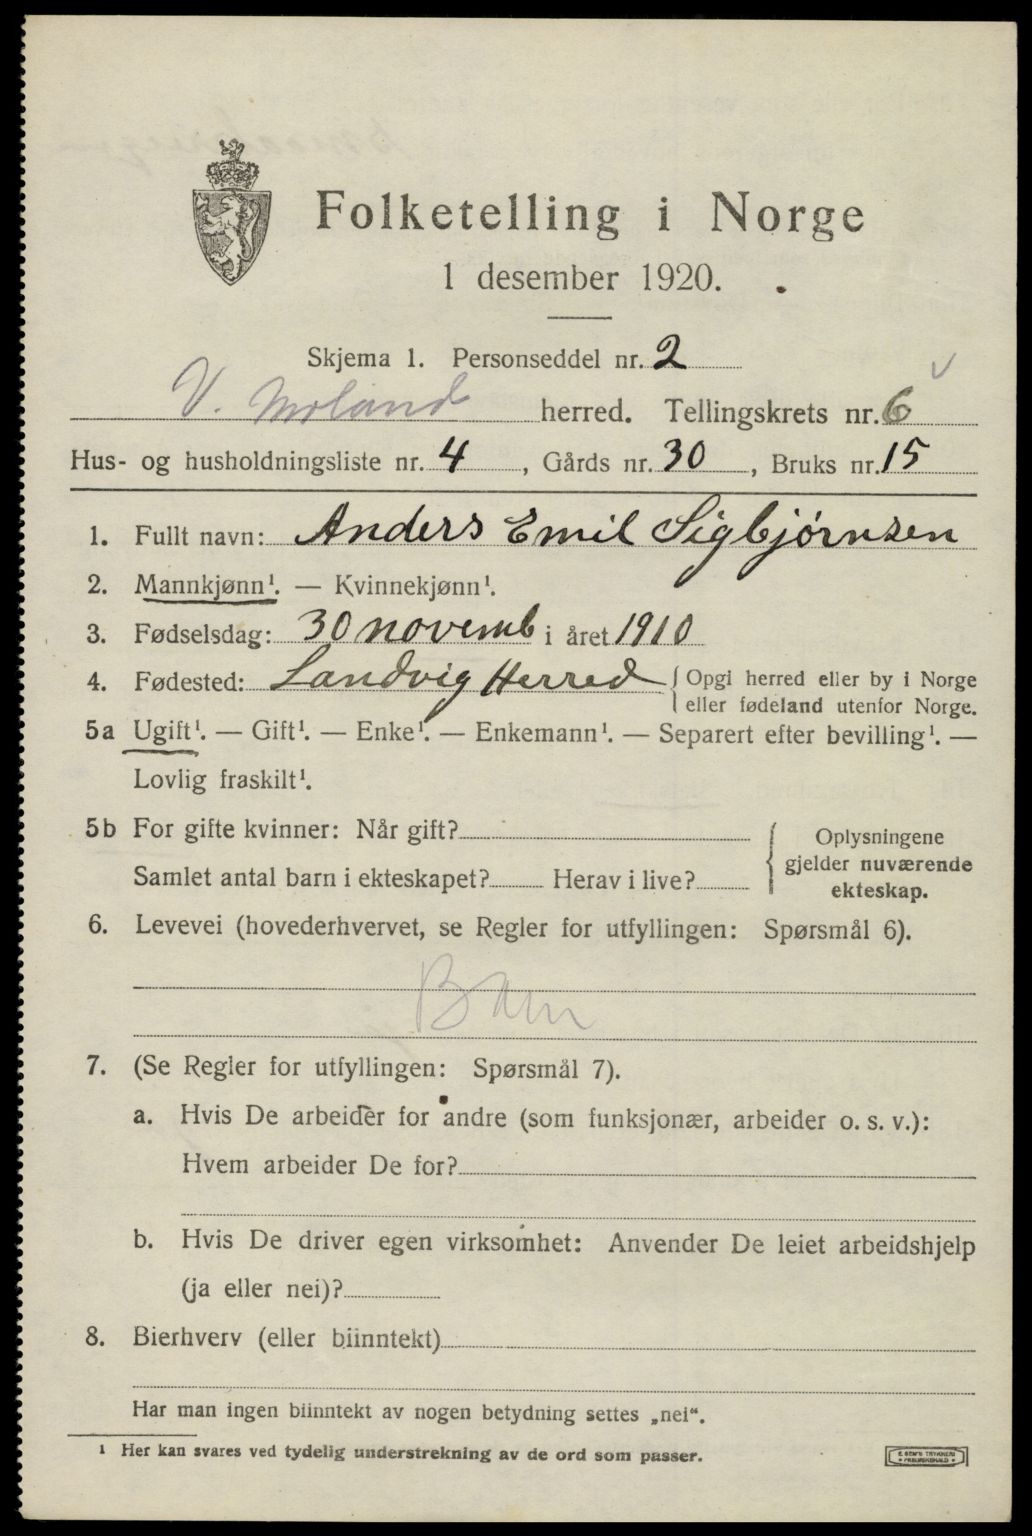 Folketelling i Norge
1 desember 1920.
Skjema 1. Personseddel nr. 2
V. Moland herred. Tellingskrets nr. 6
Hus- og husholdningsliste nr. 4, Gårds nr. 30, Bruks nr. 15
1. Fullt navn: Anders Emil Sigbjørnsen
2. Mannkjønn¹. — Kvinnekjønn¹.
3. Fødselsdag: 30 novemb i året 1910
4. Fødested: Landvig Herred { Opgi herred eller by i Norge
eller fødeland utenfor Norge.
5a Ugift¹. — Gift¹. — Enke¹. — Enkemann¹. — Separert efter bevilling¹. —
Lovlig fraskilt¹.
5b For gifte kvinner: Når gift?
Samlet antal barn i ekteskapet? Herav i live?
Oplysningene
gjelder nuværende
ekteskap.
6. Levevei (hovederhvervet, se Regler for utfyllingen: Spørsmål 6).
Barn
7. (Se Regler for utfyllingen: Spørsmål 7).
a. Hvis De arbeider for andre (som funksjonær, arbeider o. s. v.):
Hvem arbeider De for?
b. Hvis De driver egen virksomhet: Anvender De leiet arbeidshjelp
(ja eller nei)?
8. Bierhverv (eller biinntekt)
Har man ingen biinntekt av nogen betydning settes „nei“.
¹ Her kan svares ved tydelig understrekning av de ord som passer.